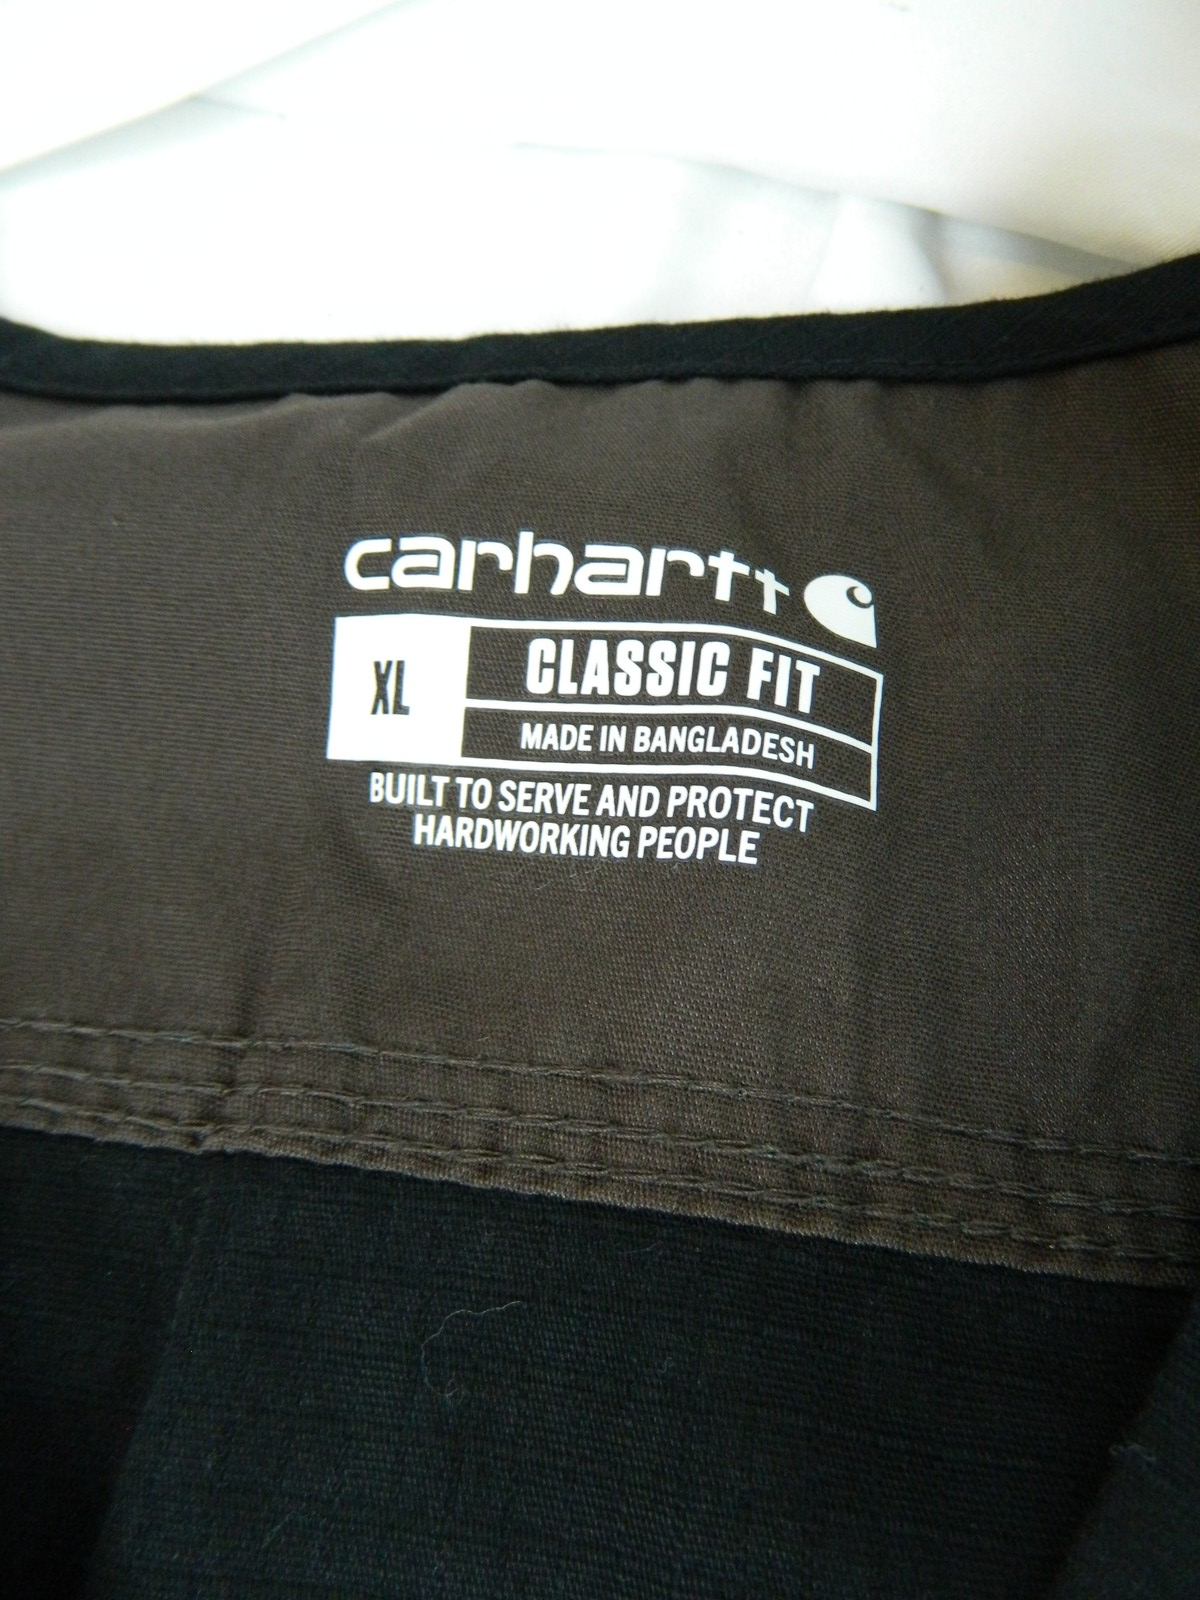 carhartt
XL
CLASSIC FIT
MADE IN BANGLADESH
BUILT TO SERVE AND PROTECT
HARDWORKING PEOPLE